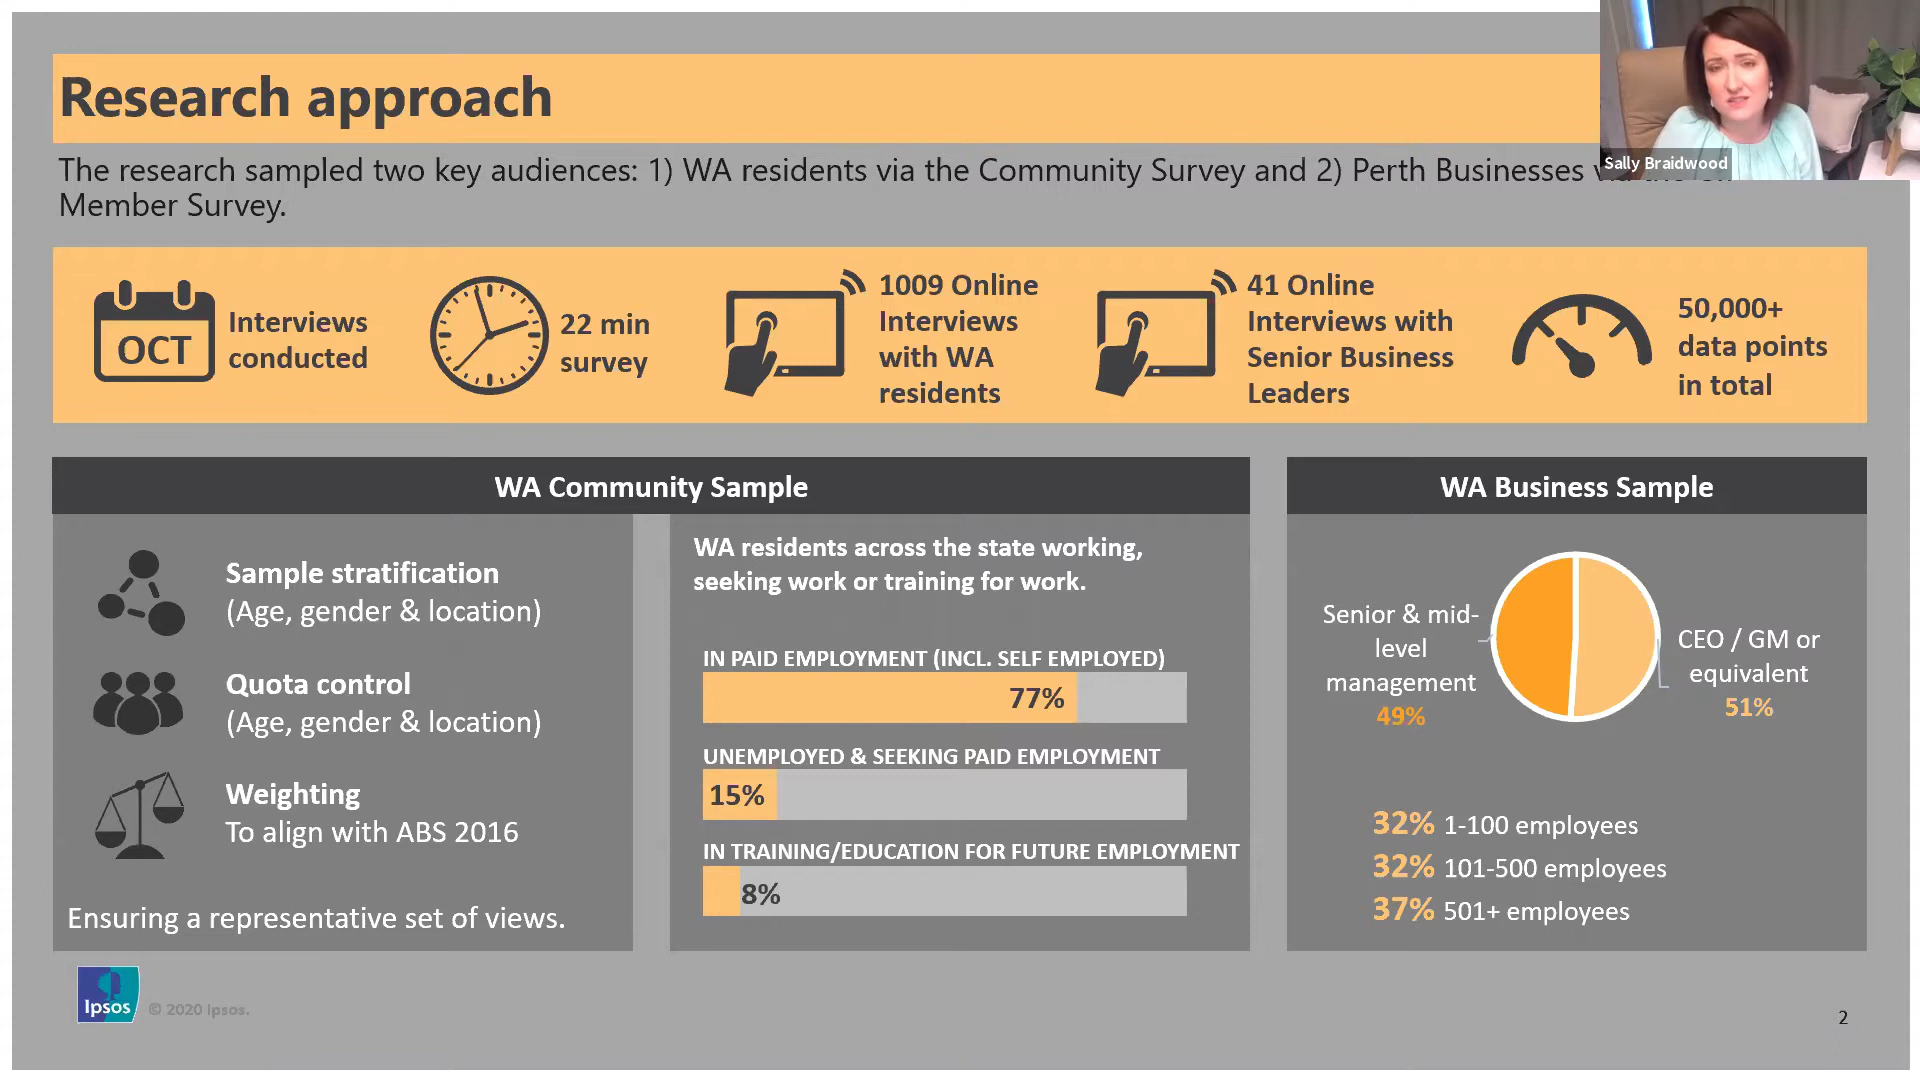 Research approach
Sally Braidwood
The research sampled two key audiences: 1) WA residents via the Community Survey and 2) Perth Businesses
Member Survey.
OCT
Interviews
conducted
22 min
survey
1009 Online
Interviews
with WA
residents
41 Online
Interviews with
Senior Business
Leaders
50,000+
data points
in total
WA Community Sample
Sample stratification
(Age, gender & location)
Quota control
(Age, gender & location)
Weighting
To align with ABS 2016
Ensuring a representative set of views.
WA residents across the state working,
seeking work or training for work.
IN PAID EMPLOYMENT (INCL. SELF EMPLOYED)
77%
UNEMPLOYED & SEEKING PAID EMPLOYMENT
15%
IN TRAINING/EDUCATION FOR FUTURE EMPLOYMENT
8%
WA Business Sample
Senior & mid-
level
management
49%
CEO / GM or
equivalent
51%
32% 1-100 employees
32% 101-500 employees
37% 501+ employees
Ipsos
© 2020 Ipsos.
2